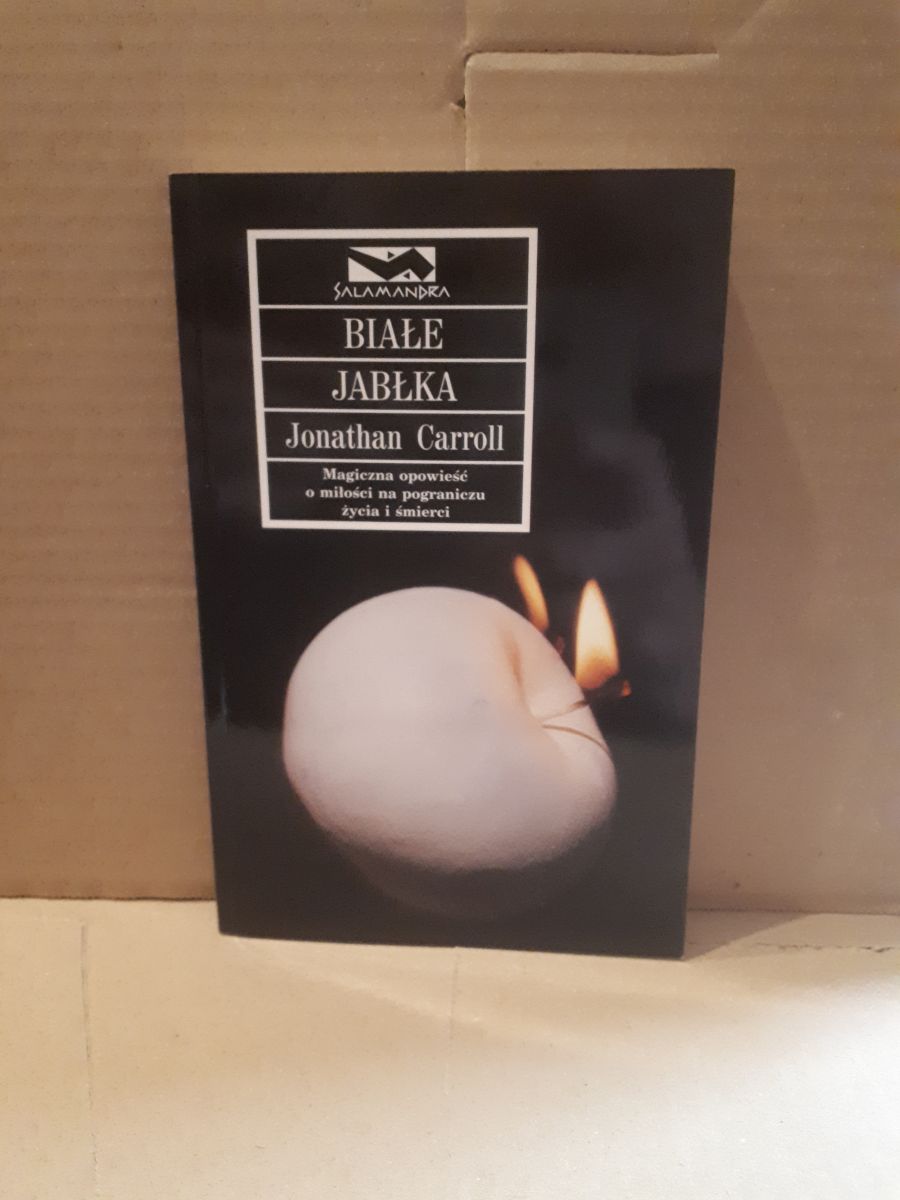 SALAMANDRA
BIAŁE
JABŁKA
Jonathan Carroll
Magiczna opowieść
o miłości na pograniczu
życia i śmierci